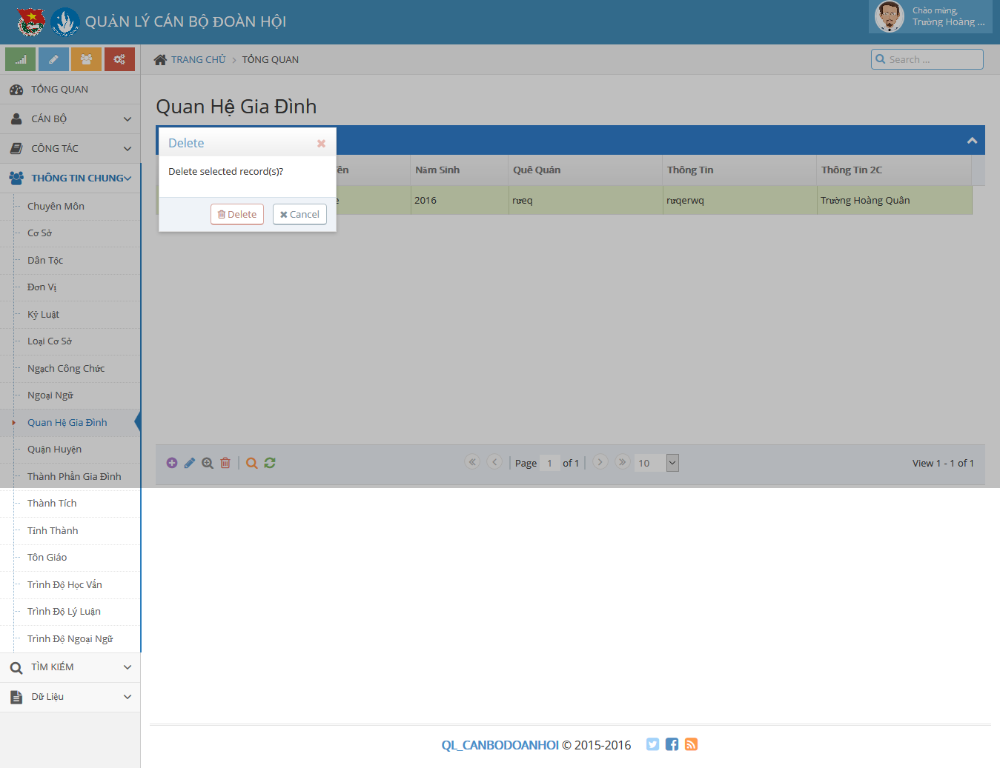 QUẢN LÝ CÁN BỘ ĐOÀN HỘI
Chào mừng,
Trường Hoàng ...
TRANG CHỦ
TỔNG QUAN
Search ...
TỔNG QUAN
CÁN BỘ
CÔNG TÁC
THÔNG TIN CHUNG
Chuyên Môn
Cơ Sở
Dân Tộc
Đơn Vị
Kỷ Luật
Loại Cơ Sở
Ngạch Công Chức
Ngoại Ngữ
Quan Hệ Gia Đình
Quận Huyện
Thành Phần Gia Đình
Thành Tích
Tỉnh Thành
Tôn Giáo
Trình Độ Học Vấn
Trình Độ Lý Luận
Trình Độ Ngoại Ngữ
TÌM KIẾM
Dữ Liệu
Quan Hệ Gia Đình
Delete
Delete selected record(s)?
Delete Cancel
Năm Sinh Quê Quán Thông Tin Thông Tin 2C
2016 rưeq rưqerwq Trường Hoàng Quân
Page 1 of 1 10
View 1 - 1 of 1
QL_CANBODOANHOI © 2015-2016